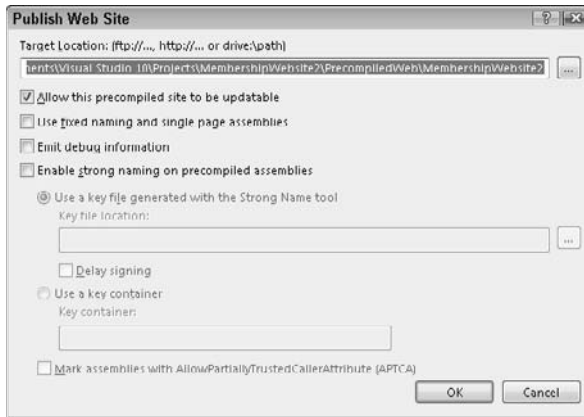 Publish Web Site
Target Location: (ftp://..., http://... or drive:\path)
nents\Visual Studio 10\Projects\MembershipWebsite2\PrecompiledWeb\MembershipWebsite2
...
Allow this precompiled site to be updatable
Use fixed naming and single page assemblies
Emit debug information
Enable strong naming on precompiled assemblies
Use a key file generated with the Strong Name tool
Key file location:
...
Delay signing
Use a key container
Key container:
Mark assemblies with AllowPartiallyTrustedCallerAttribute (APTCA)
OK Cancel